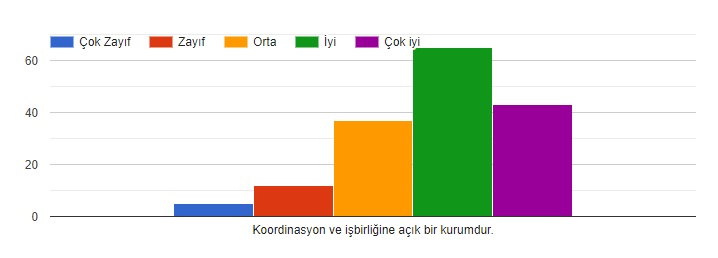 Çok Zayıf Zayıf Orta İyi Çok iyi
60
40
20
0
Koordinasyon ve işbirliğine açık bir kurumdur.